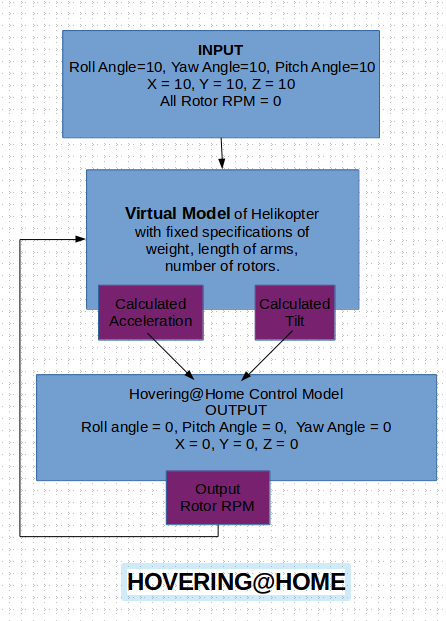 INPUT
Roll Angle=10, Yaw Angle=10, Pitch Angle=10
X = 10, Y = 10, Z = 10
All Rotor RPM = 0
Virtual Model of Helikopter
with fixed specifications of
weight, length of arms,
number of rotors.
Calculated
Acceleration
Calculated
Tilt
Hovering@Home Control Model
OUTPUT
Roll angle = 0, Pitch Angle = 0,  Yaw Angle = 0
X = 0, Y = 0, Z = 0
Output
Rotor RPM
HOVERING@HOME